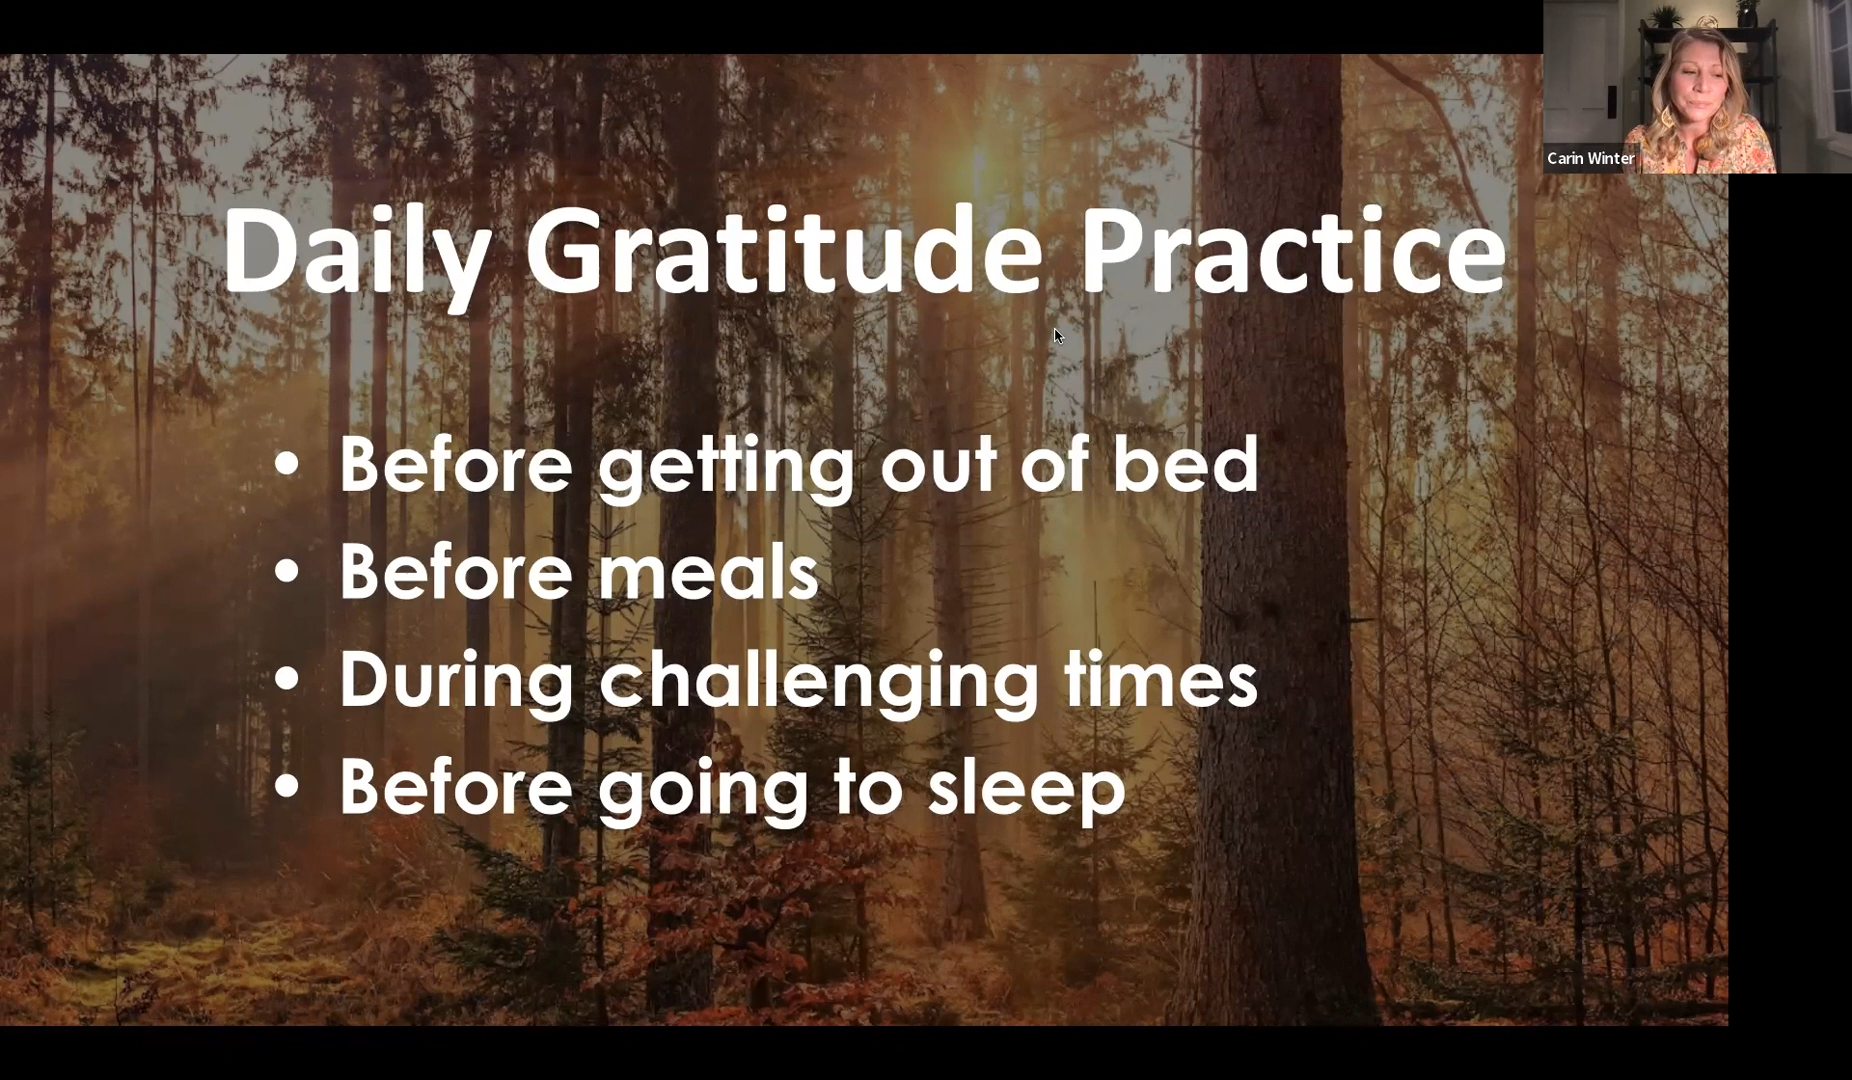 Daily Gratitude Practice
• Before getting out of bed
• Before meals
• During challenging times
• Before going to sleep
Carin Winter